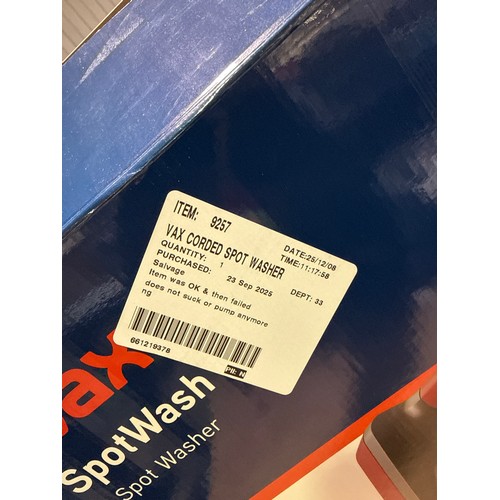 ITEM: 9257
DATE:25/12/08
VAX CORDED SPOT WASHER
TIME:11:17:58
QUANTITY: 1
PURCHASED: 23 Sep 2025
DEPT: 33
Salvage
Item was OK & then failed
does not suck or pump anymore
ng
661219378
PII: N
vax
SpotWash
Spot Washer